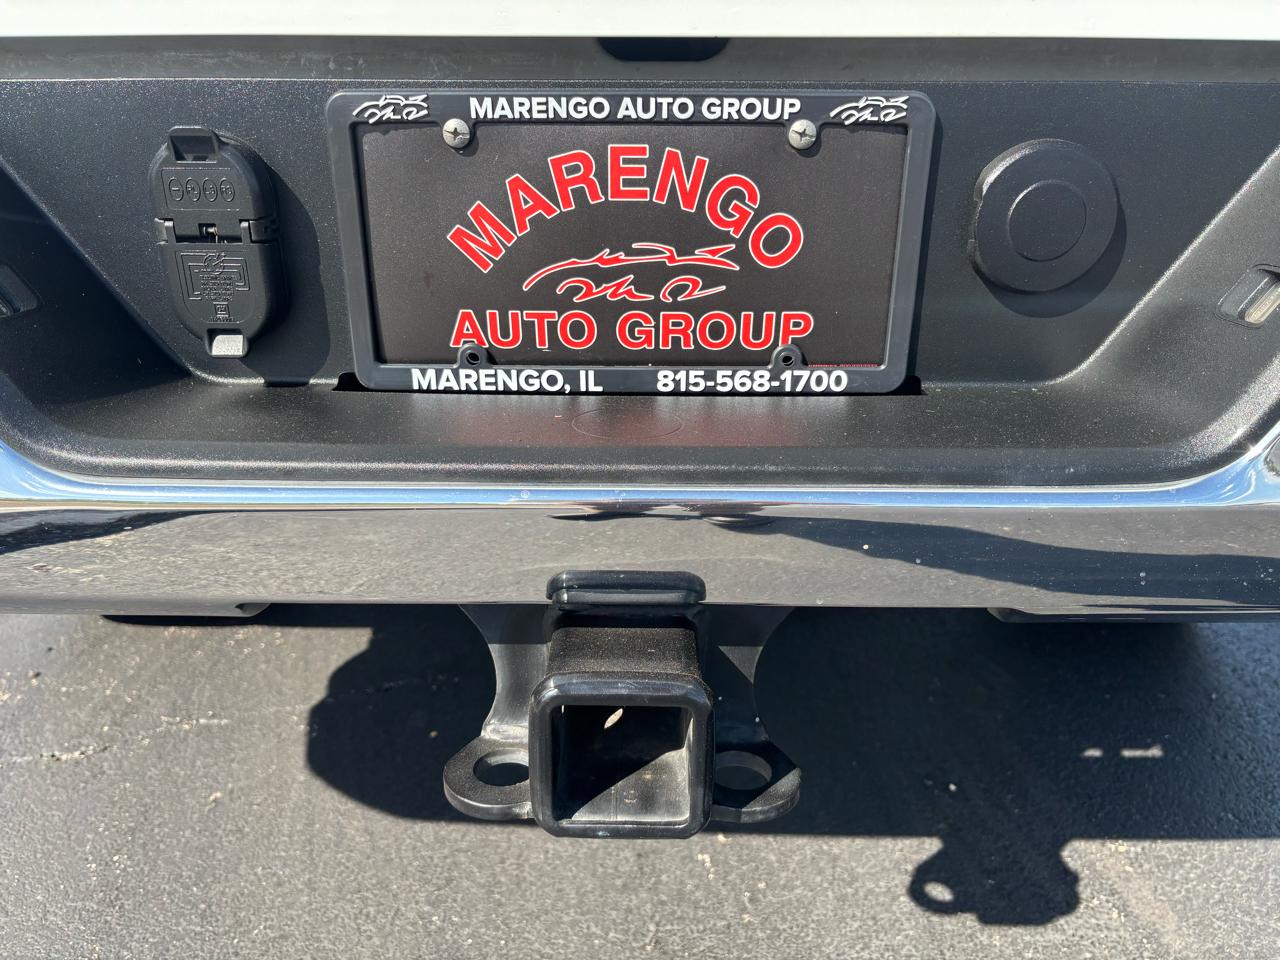 MARENGO AUTO GROUP
MARENGO
AUTO GROUP
MARENGO, IL 815-568-1700